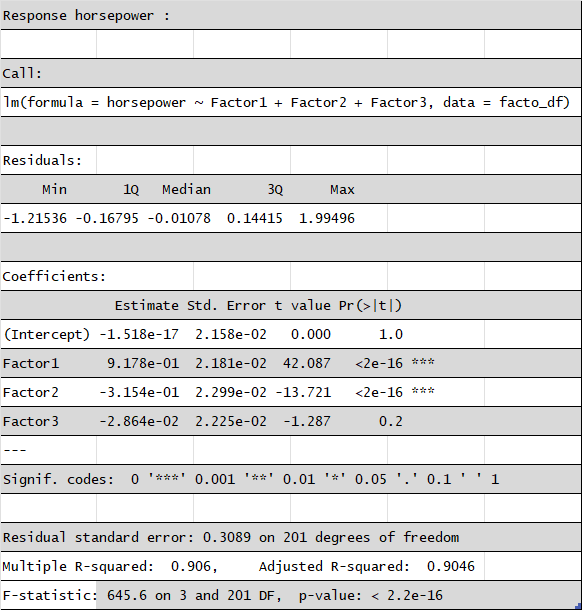 Response horsepower :
Call:
lm(formula = horsepower ~ Factor1 + Factor2 + Factor3, data = facto_df)
Residuals:
     Min       1Q   Median       3Q      Max
-1.21536 -0.16795 -0.01078  0.14415  1.99496
Coefficients:
              Estimate Std. Error t value Pr(>|t|)
(Intercept) -1.518e-17  2.158e-02   0.000      1.0
Factor1      9.178e-01  2.181e-02  42.087   <2e-16 ***
Factor2     -3.154e-01  2.299e-02 -13.721   <2e-16 ***
Factor3     -2.864e-02  2.225e-02  -1.287      0.2
---
Signif. codes:  0 '***' 0.001 '**' 0.01 '*' 0.05 '.' 0.1 ' ' 1
Residual standard error: 0.3089 on 201 degrees of freedom
Multiple R-squared:  0.906,     Adjusted R-squared:  0.9046
F-statistic: 645.6 on 3 and 201 DF,  p-value: < 2.2e-16